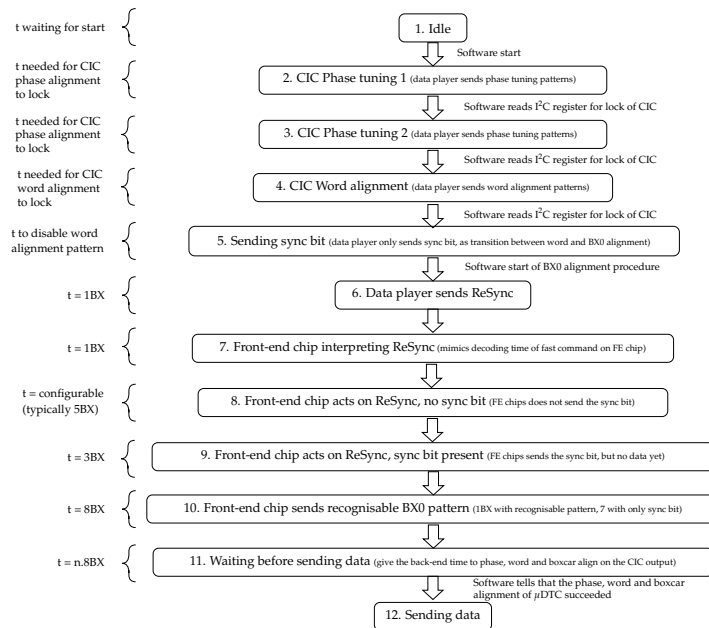 t waiting for start
1. Idle
Software start
t needed for CIC
phase alignment
to lock
2. CIC Phase tuning 1 (data player sends phase tuning patterns)
Software reads I²C register for lock of CIC
t needed for CIC
phase alignment
to lock
3. CIC Phase tuning 2 (data player sends phase tuning patterns)
Software reads I²C register for lock of CIC
t needed for CIC
word alignment
to lock
4. CIC Word alignment (data player sends word alignment patterns)
Software reads I²C register for lock of CIC
t to disable word
alignment pattern
5. Sending sync bit (data player only sends sync bit, as transition between word and BX0 alignment)
Software start of BX0 alignment procedure
t = 1BX
6. Data player sends ReSync
t = 1BX
7. Front-end chip interpreting ReSync (mimics decoding time of fast command on FE chip)
t = configurable
(typically 5BX)
8. Front-end chip acts on ReSync, no sync bit (FE chips does not send the sync bit)
t = 3BX
9. Front-end chip acts on ReSync, sync bit present (FE chips sends the sync bit, but no data yet)
t = 8BX
10. Front-end chip sends recognisable BX0 pattern (1BX with recognisable pattern, 7 with only sync bit)
t = n.8BX
11. Waiting before sending data (give the back-end time to phase, word and boxcar align on the CIC output)
Software tells that the phase, word and boxcar
alignment of μDTC succeeded
12. Sending data